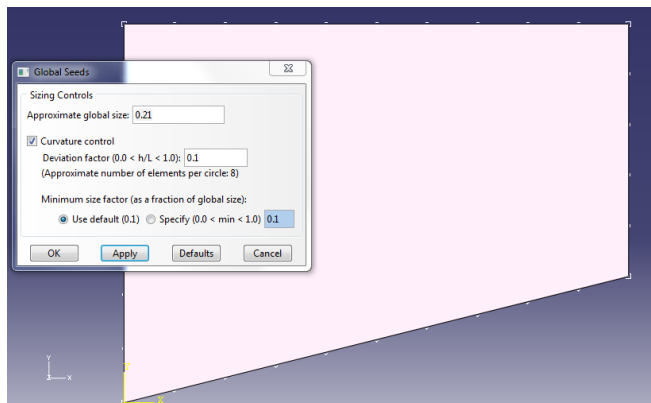 Global Seeds
Sizing Controls
Approximate global size: 0.21
Curvature control
Deviation factor (0.0 < h/L < 1.0): 0.1
(Approximate number of elements per circle: 8)
Minimum size factor (as a fraction of global size):
Use default (0.1) Specify (0.0 < min < 1.0) 0.1
OK Apply Defaults Cancel
Y
X
Y
X